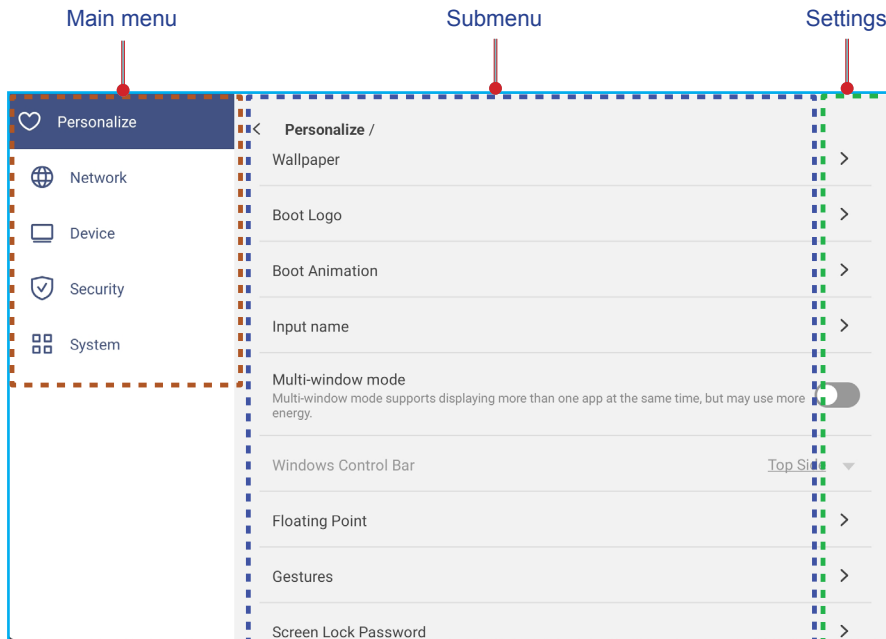 Main menu
Submenu
Settings
Personalize
Network
Device
Security
System
Personalize /
Wallpaper
Boot Logo
Boot Animation
Input name
Multi-window mode
Multi-window mode supports displaying more than one app at the same time, but may use more
energy.
Windows Control Bar
Top Side
Floating Point
Gestures
Screen Lock Password